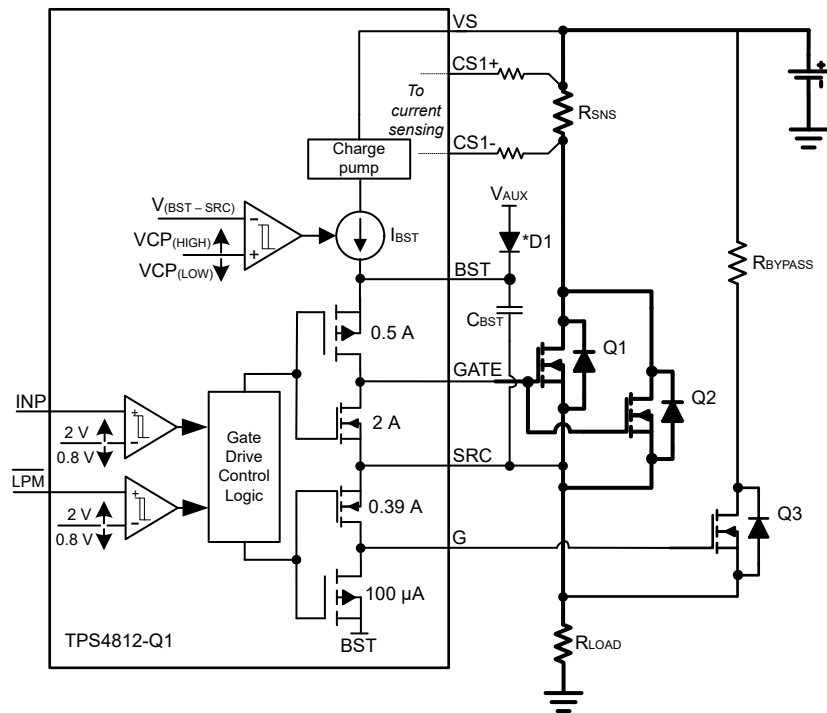 VS
CS1+
To current sensing
RSNS
CS1-
Charge pump
V(BST – SRC)
VCP(HIGH)
VCP(LOW)
- +
IBST
VAUX
*D1
BST
CBST
0.5 A
GATE
Q1
Q2
RBYPASS
INP
2 V
0.8 V
+ -
2 A
Gate Drive Control Logic
SRC
LPM
2 V
0.8 V
+ -
0.39 A
G
Q3
100 µA
BST
TPS4812-Q1
RLOAD